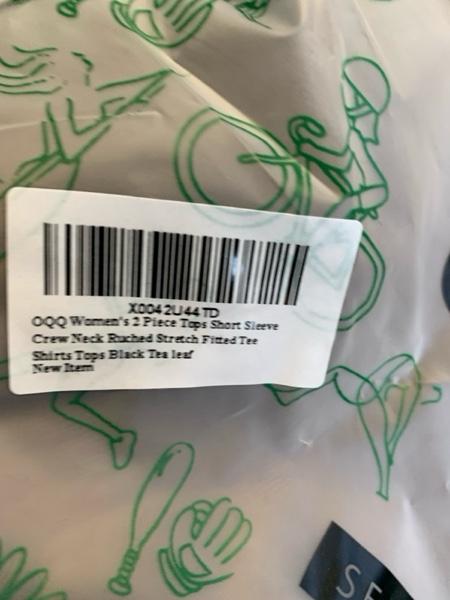 X0042U44TD
OQQ Women's 2 Piece Tops Short Sleeve
Crew Neck Ruched Stretch Fitted Tee
Shirts Tops Black Tea leaf
New Item